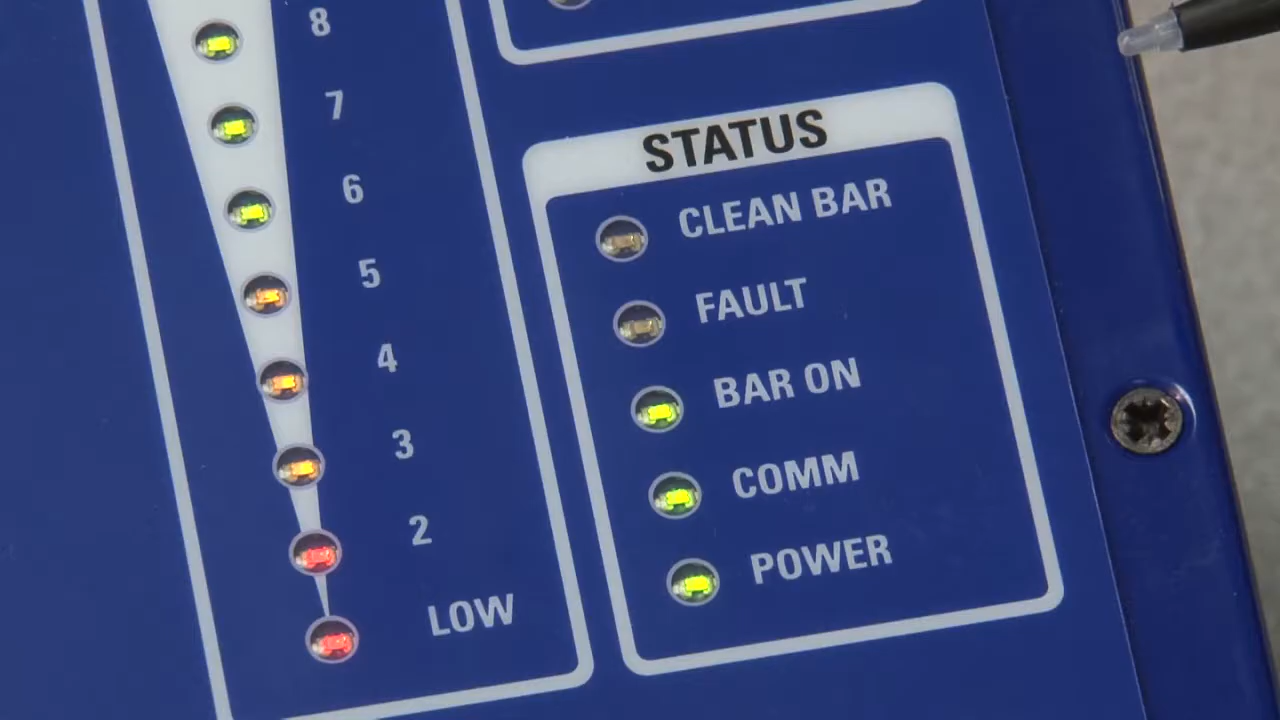 8
7
6
5
4
3
2
LOW
STATUS
CLEAN BAR
FAULT
BAR ON
COMM
POWER